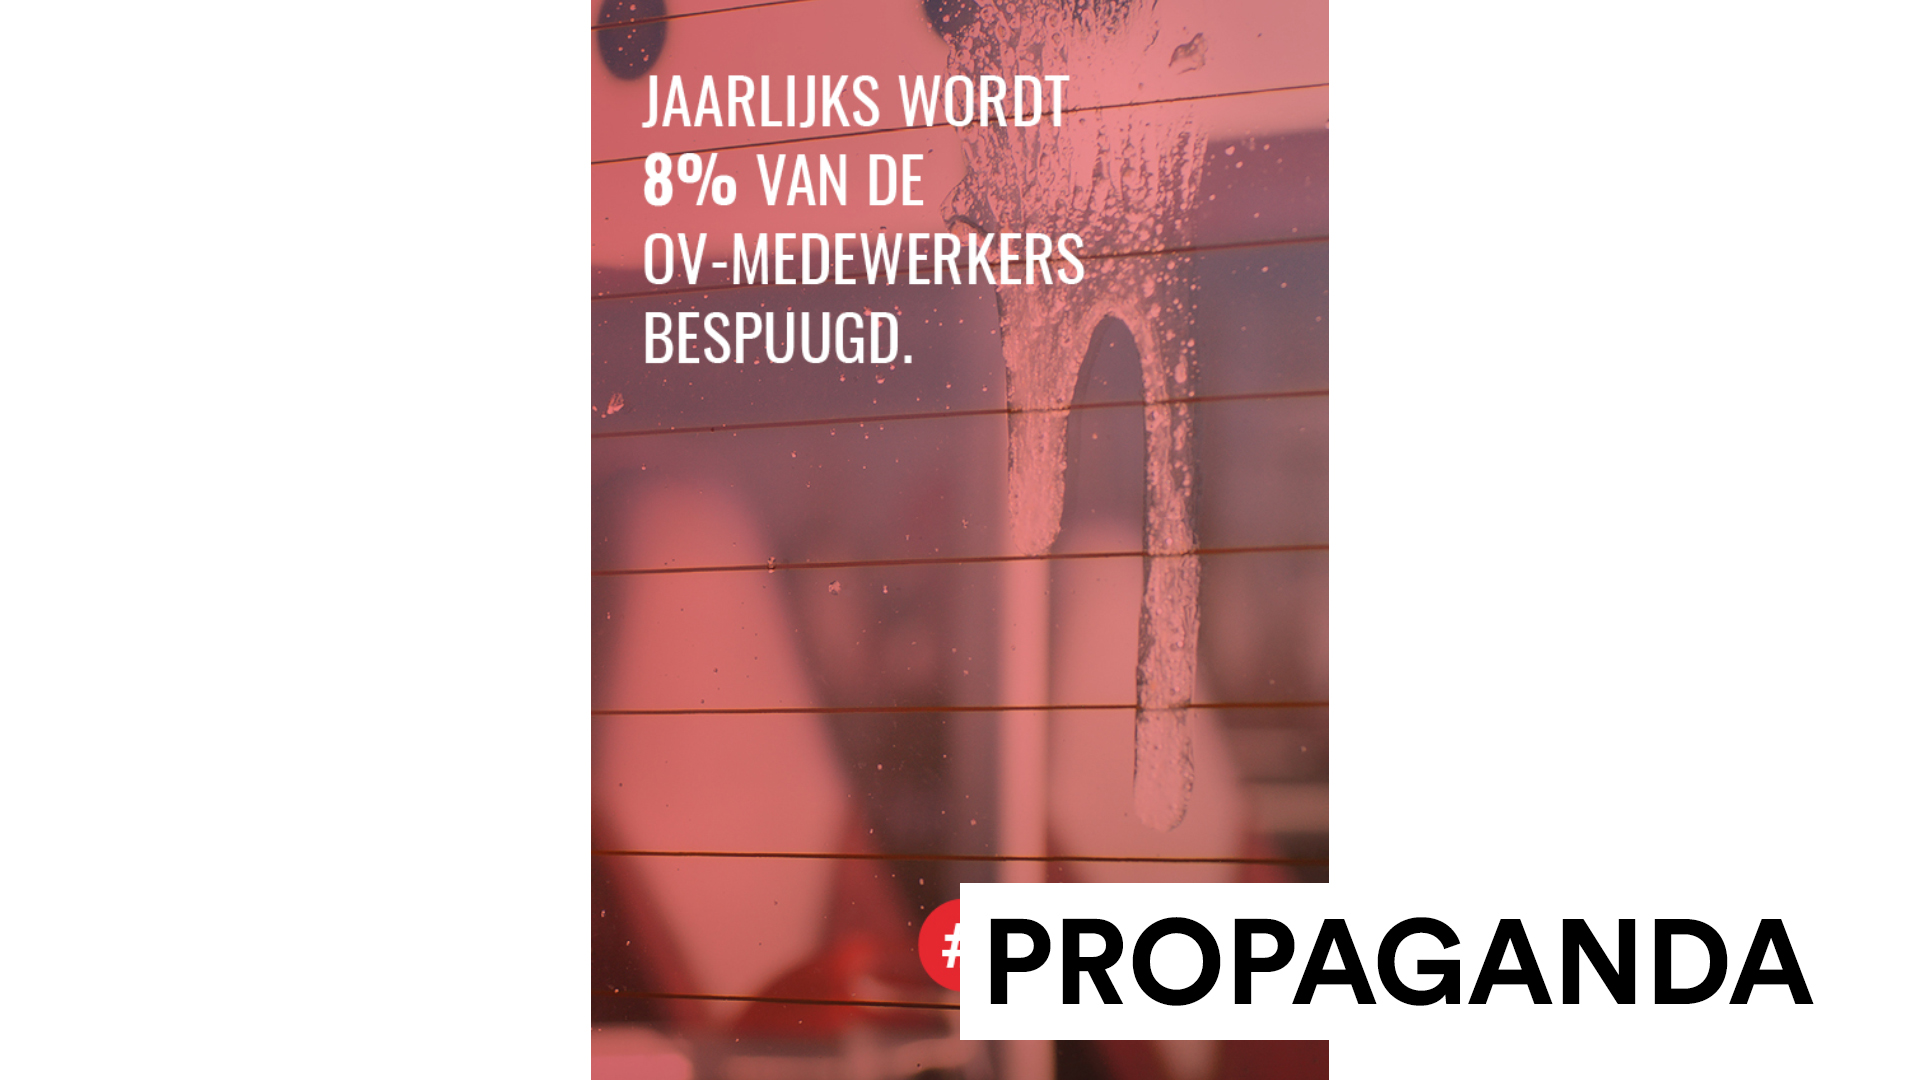 JAARLIJKS WORDT
8% VAN DE
OV-MEDEWERKERS
BESPUUGD.
#
PROPAGANDA